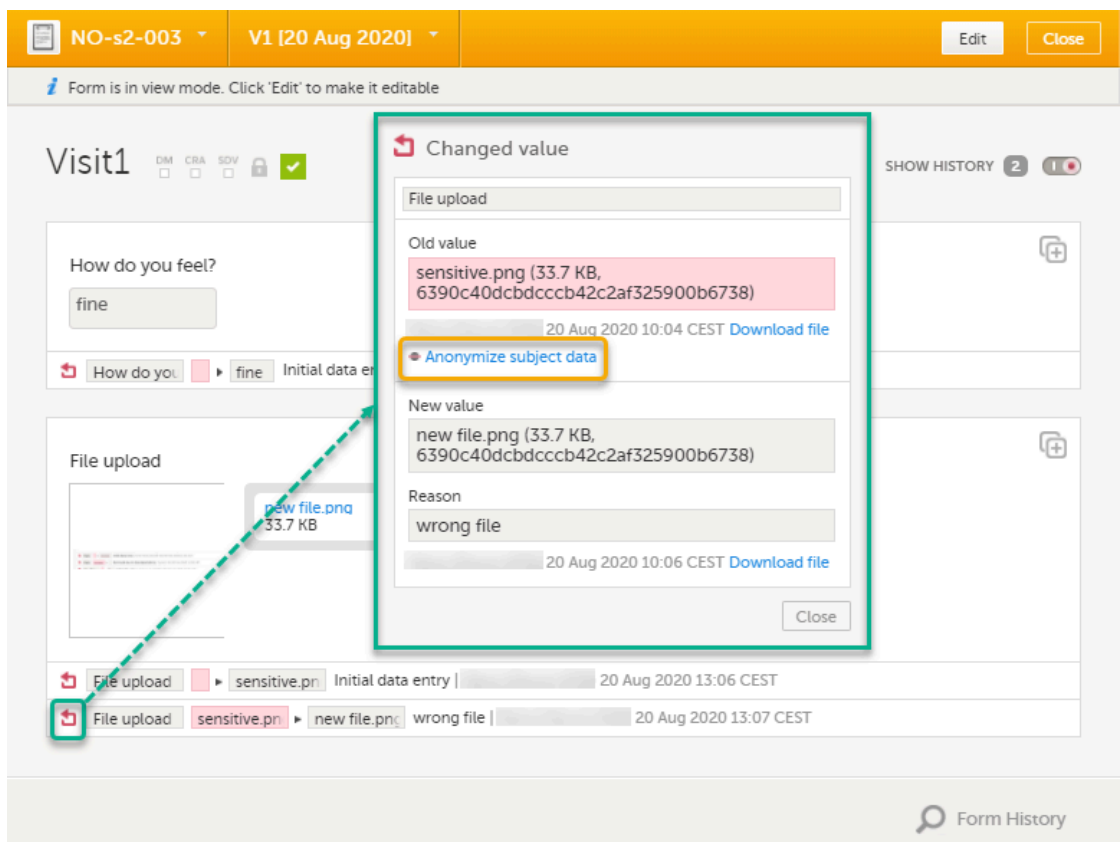 NO-s2-003
V1 [20 Aug 2020]
Edit
Close
i Form is in view mode. Click 'Edit' to make it editable
Visit1
DM CRA SDV
SHOW HISTORY 2
How do you feel?
fine
How do you fine Initial data en
Changed value
File upload
Old value
sensitive.png (33.7 KB,
6390c40dcbdcccb42c2af325900b6738)
20 Aug 2020 10:04 CEST Download file
Anonymize subject data
New value
new file.png (33.7 KB,
6390c40dcbdcccb42c2af325900b6738)
Reason
wrong file
20 Aug 2020 10:06 CEST Download file
Close
File upload
new file.png
33.7 KB
File upload sensitive.pn Initial data entry | 20 Aug 2020 13:06 CEST
File upload sensitive.pn new file.png wrong file | 20 Aug 2020 13:07 CEST
Form History